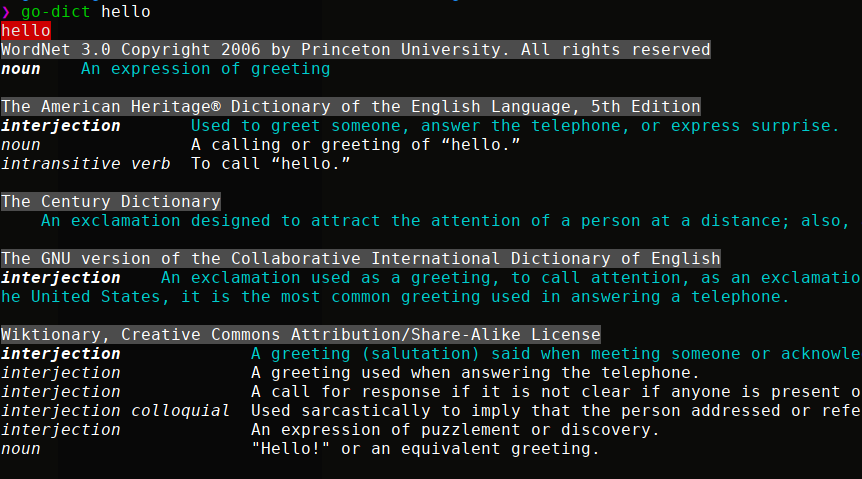 ❯ go-dict hello
hello
WordNet 3.0 Copyright 2006 by Princeton University. All rights reserved
noun    An expression of greeting
The American Heritage® Dictionary of the English Language, 5th Edition
interjection       Used to greet someone, answer the telephone, or express surprise.
noun               A calling or greeting of “hello.”
intransitive verb  To call “hello.”
The Century Dictionary
    An exclamation designed to attract the attention of a person at a distance; also,
The GNU version of the Collaborative International Dictionary of English
interjection    An exclamation used as a greeting, to call attention, as an exclamatio
he United States, it is the most common greeting used in answering a telephone.
Wiktionary, Creative Commons Attribution/Share-Alike License
interjection             A greeting (salutation) said when meeting someone or acknowle
interjection             A greeting used when answering the telephone.
interjection             A call for response if it is not clear if anyone is present o
interjection colloquial  Used sarcastically to imply that the person addressed or refe
interjection             An expression of puzzlement or discovery.
noun                     "Hello!" or an equivalent greeting.